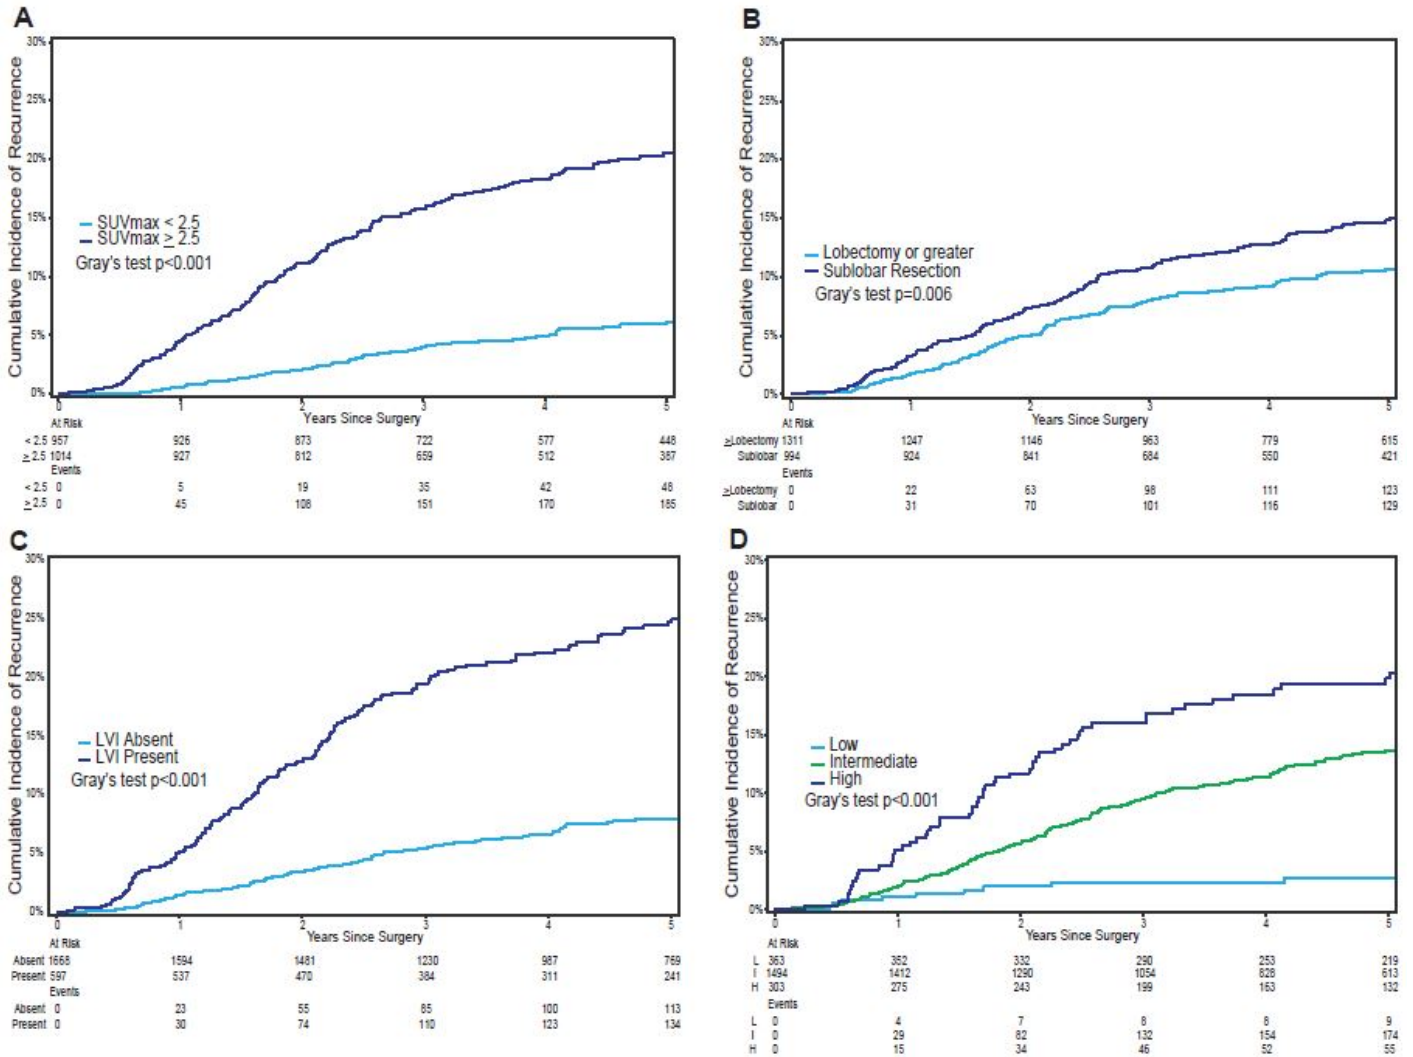 A
Cumulative Incidence of Recurrence
30%
25%
20%
15%
10%
5%
0%
SUVmax < 2.5
SUVmax ≥ 2.5
Gray's test p<0.001
0 1 2 3 4 5
Years Since Surgery
At Risk
< 2.5 957 926 873 722 577 448
≥ 2.5 1014 927 812 659 512 387
Events
< 2.5 0 5 19 35 42 48
≥ 2.5 0 45 108 151 170 185
B
Cumulative Incidence of Recurrence
30%
25%
20%
15%
10%
5%
0%
Lobectomy or greater
Sublobar Resection
Gray's test p=0.006
0 1 2 3 4 5
Years Since Surgery
At Risk
≥Lobectomy 1311 1247 1146 963 779 615
Sublobar 994 924 841 684 550 421
Events
≥Lobectomy 0 22 63 98 111 123
Sublobar 0 31 70 101 116 129
C
Cumulative Incidence of Recurrence
30%
25%
20%
15%
10%
5%
0%
LVI Absent
LVI Present
Gray's test p<0.001
0 1 2 3 4 5
Years Since Surgery
At Risk
Absent 1668 1594 1481 1230 987 769
Present 597 537 470 384 311 241
Events
Absent 0 23 55 85 100 113
Present 0 30 74 110 123 134
D
Cumulative Incidence of Recurrence
30%
25%
20%
15%
10%
5%
0%
Low
Intermediate
High
Gray's test p<0.001
0 1 2 3 4 5
Years Since Surgery
At Risk
L 363 352 332 290 253 219
I 1494 1412 1290 1054 828 613
H 303 275 243 199 163 132
Events
L 0 4 7 8 8 9
I 0 29 82 132 154 174
H 0 15 34 46 52 55